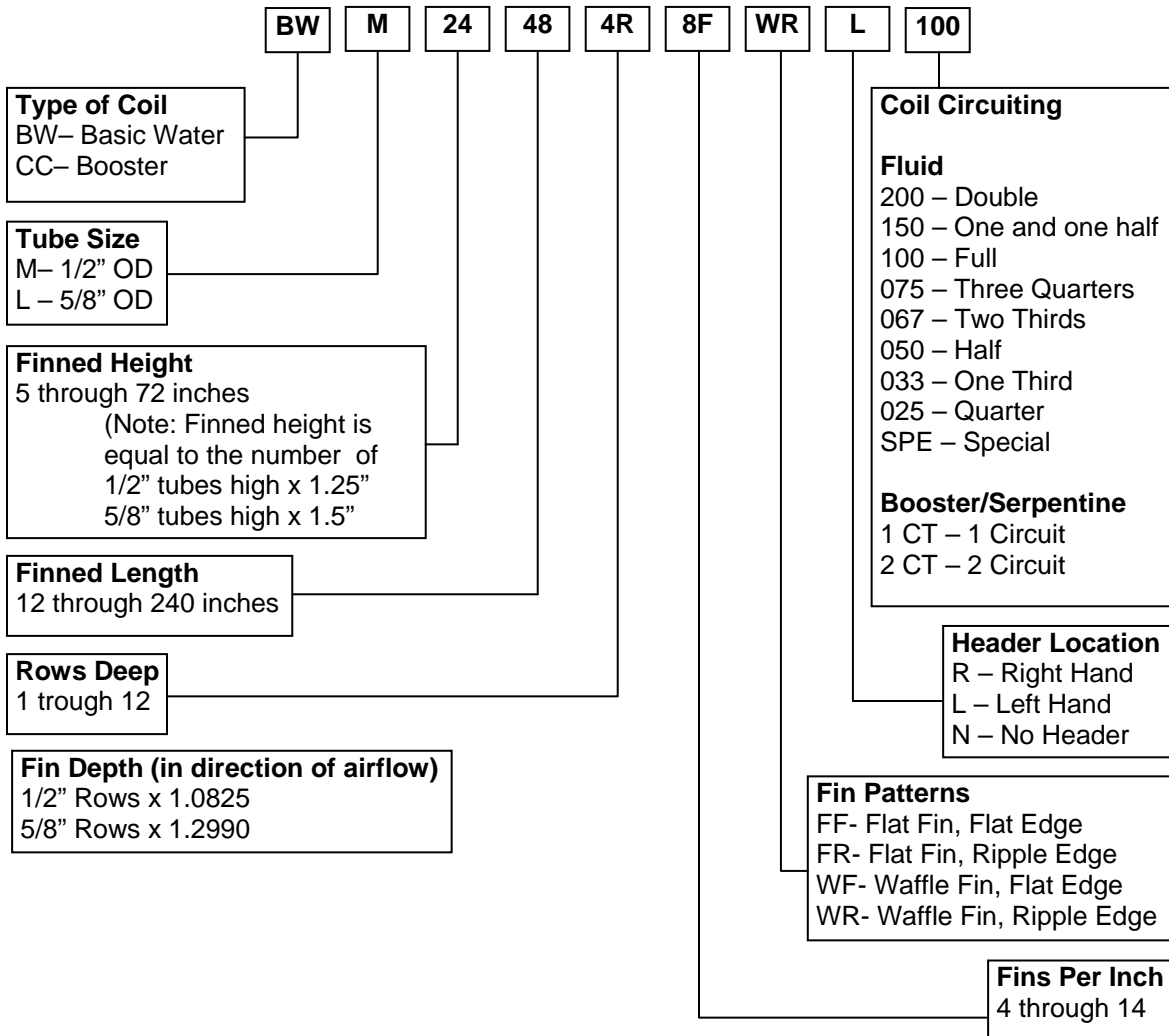 BW M 24 48 4R 8F WR L 100
Type of Coil
BW– Basic Water
CC– Booster
Tube Size
M– 1/2” OD
L – 5/8” OD
Finned Height
5 through 72 inches
(Note: Finned height is
equal to the number of
1/2” tubes high x 1.25”
5/8” tubes high x 1.5”
Finned Length
12 through 240 inches
Rows Deep
1 trough 12
Fin Depth (in direction of airflow)
1/2” Rows x 1.0825
5/8” Rows x 1.2990
Coil Circuiting
Fluid
200 – Double
150 – One and one half
100 – Full
075 – Three Quarters
067 – Two Thirds
050 – Half
033 – One Third
025 – Quarter
SPE – Special
Booster/Serpentine
1 CT – 1 Circuit
2 CT – 2 Circuit
Header Location
R – Right Hand
L – Left Hand
N – No Header
Fin Patterns
FF- Flat Fin, Flat Edge
FR- Flat Fin, Ripple Edge
WF- Waffle Fin, Flat Edge
WR- Waffle Fin, Ripple Edge
Fins Per Inch
4 through 14